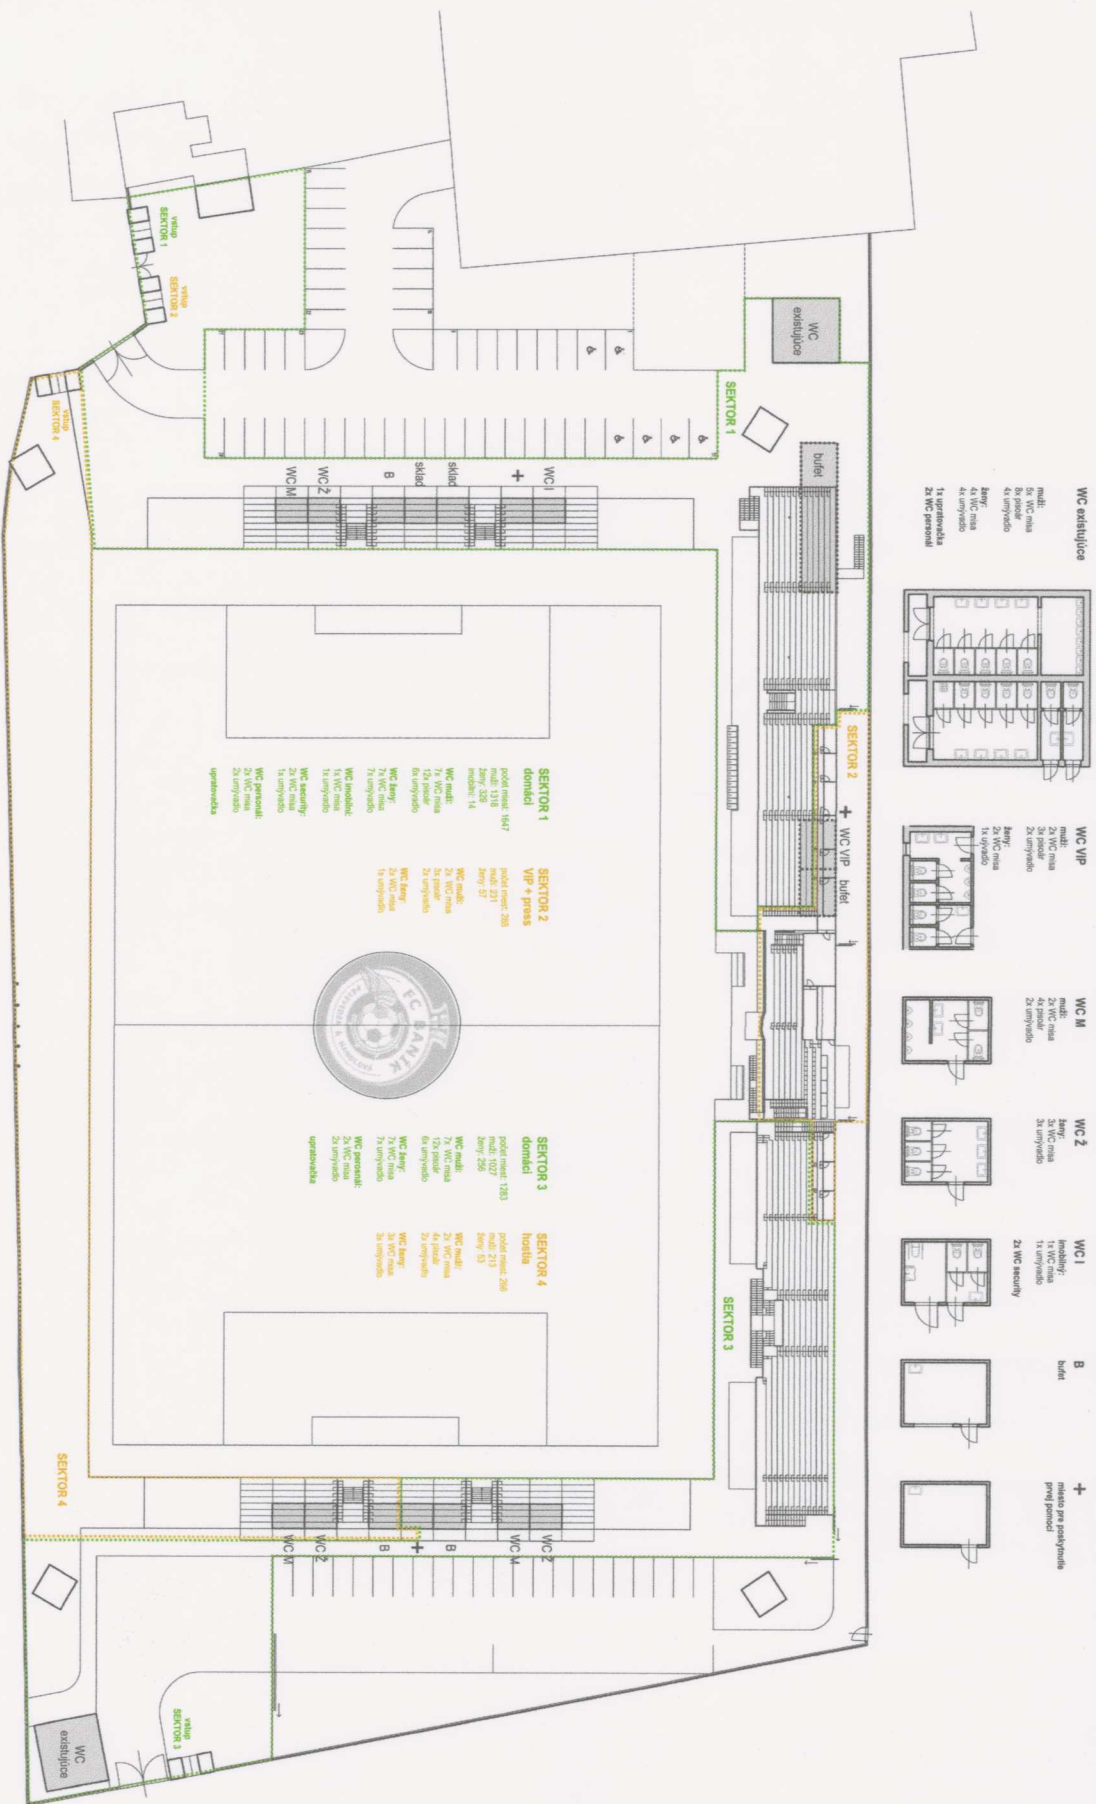 WC existujúce
muži:
5x WC misa
8x pisoár
4x umývadlo
ženy:
4x WC misa
4x umývadlo
1x upratovačka
2x WC personál
WC VIP
muži:
2x WC misa
3x pisoár
2x umývadlo
ženy:
2x WC misa
1x uývadlo
WC M
muži:
2x WC misa
4x pisoár
2x umývadlo
WC Ž
ženy:
3x WC misa
3x umývadlo
WC I
imobilný:
1x WC misa
1x umývadlo
2x WC security
B
bufet
+
miesto pre poskytnutie
prvej pomoci
WC
existujúce
SEKTOR 1
bufet
SEKTOR 2
+
WC VIP
bufet
SEKTOR 3
vstup
SEKTOR 1
vstup
SEKTOR 2
vstup
SEKTOR 4
WC I
+
sklad
sklad
B
WC Ž
WC M
SEKTOR 1
domáci
počet miest: 1647
muži: 1318
ženy: 329
imobilní: 14
WC muži:
7x WC misa
12x pisoár
6x umývadlo
WC ženy:
7x WC misa
7x umývadlo
WC imobilní:
1x WC misa
1x umývadlo
WC security:
2x WC misa
1x umývadlo
WC personál:
2x WC misa
2x umývadlo
upratovačka
SEKTOR 2
VIP + press
počet miest: 288
muži: 231
ženy: 57
WC muži:
2x WC misa
3x pisoár
2x umývadlo
WC ženy:
2x WC misa
1x umývadlo
FC BANÍK
SEKTOR 3
domáci
počet miest: 1283
muži: 1027
ženy: 256
WC muži:
7x WC misa
12x pisoár
6x umývadlo
WC ženy:
7x WC misa
7x umývadlo
WC personál:
2x WC misa
2x umývadlo
upratovačka
SEKTOR 4
hostia
počet miest: 266
muži: 213
ženy: 53
WC muži:
2x WC misa
4x pisoár
2x umývadlo
WC ženy:
3x WC misa
3x umývadlo
WC Ž
WC M
B
+
B
WC Ž
WC M
SEKTOR 4
vstup
SEKTOR 3
WC
existujúce